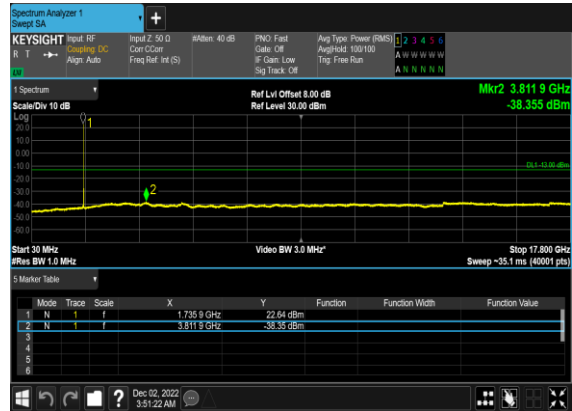 Spectrum Analyzer 1
Swept SA
+
KEYSIGHT Input: RF Input Z: 50 Ω #Atten: 40 dB PNO: Fast Avg Type: Power (RMS) 1 2 3 4 5 6
R T Coupling: DC Corr CCorr Gate: Off Avg|Hold: 100/100 A W W W W W
Align: Auto Freq Ref: Int (S) IF Gain: Low Trig: Free Run
Sig Track: Off A N N N N N
1 Spectrum Ref Lvl Offset 8.00 dB Mkr2 3.811 9 GHz
Scale/Div 10 dB Ref Level 30.00 dBm -38.355 dBm
Log
20.0
10.0
0.00
-10.0
-20.0
-30.0
-40.0
-50.0
-60.0
1
2
DL1 -13.00 dBm
Start 30 MHz Video BW 3.0 MHz* Stop 17.800 GHz
#Res BW 1.0 MHz Sweep ~35.1 ms (40001 pts)
5 Marker Table
Mode Trace Scale X Y Function Function Width Function Value
1 N 1 f 1.735 9 GHz 22.64 dBm
2 N 1 f 3.811 9 GHz -38.35 dBm
3
4
5
6
? Dec 02, 2022
3:51:22 AM